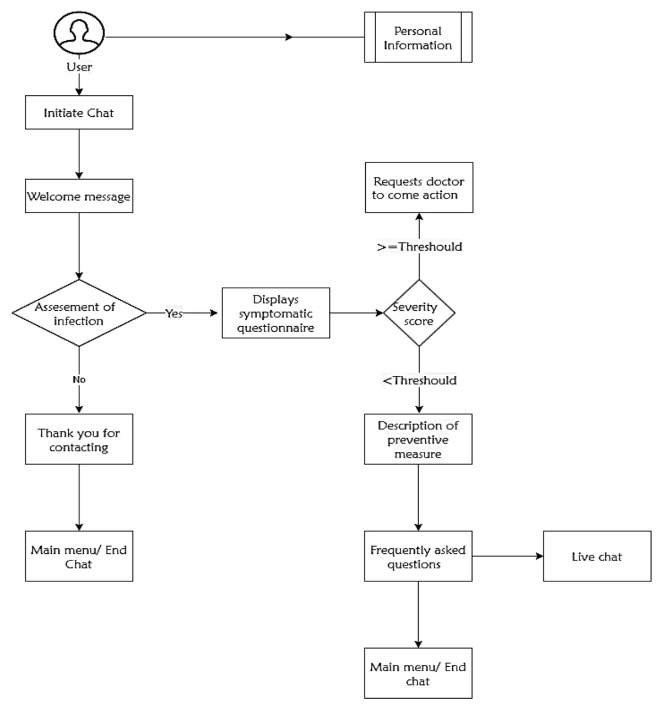 Personal
Information
User
Initiate Chat
Welcome message
Requests doctor
to come action
>=Threshould
Assesement of
infection
Yes
Displays
symptomatic
questionnaire
Severity
score
No
<Threshould
Thank you for
contacting
Description of
preventive
measure
Main menu/ End
Chat
Frequently asked
questions
Live chat
Main menu/ End
chat